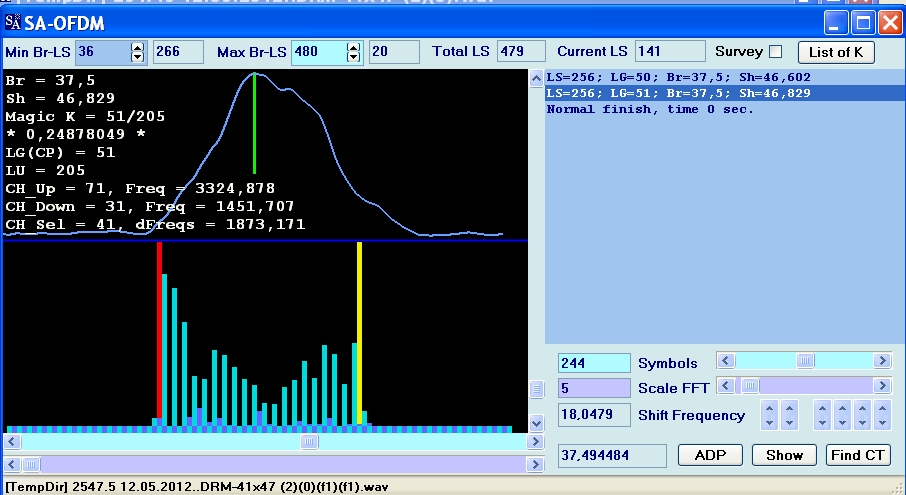 SA-OFDM
Min Br-LS 36 266 Max Br-LS 480 20 Total LS 479 Current LS 141 Survey List of K
Br = 37,5
Sh = 46,829
Magic K = 51/205
* 0,24878049 *
LG(CP) = 51
LU = 205
CH_Up = 71, Freq = 3324,878
CH_Down = 31, Freq = 1451,707
CH_Sel = 41, dFreqs = 1873,171
LS=256; LG=50; Br=37,5; Sh=46,602
LS=256; LG=51; Br=37,5; Sh=46,829
Normal finish, time 0 sec.
244 Symbols
5 Scale FFT
18,0479 Shift Frequency
37,494484 ADP Show Find CT
[TempDir] 2547.5 12.05.2012..DRM-41x47 (2)(0)(f1)(f1).wav